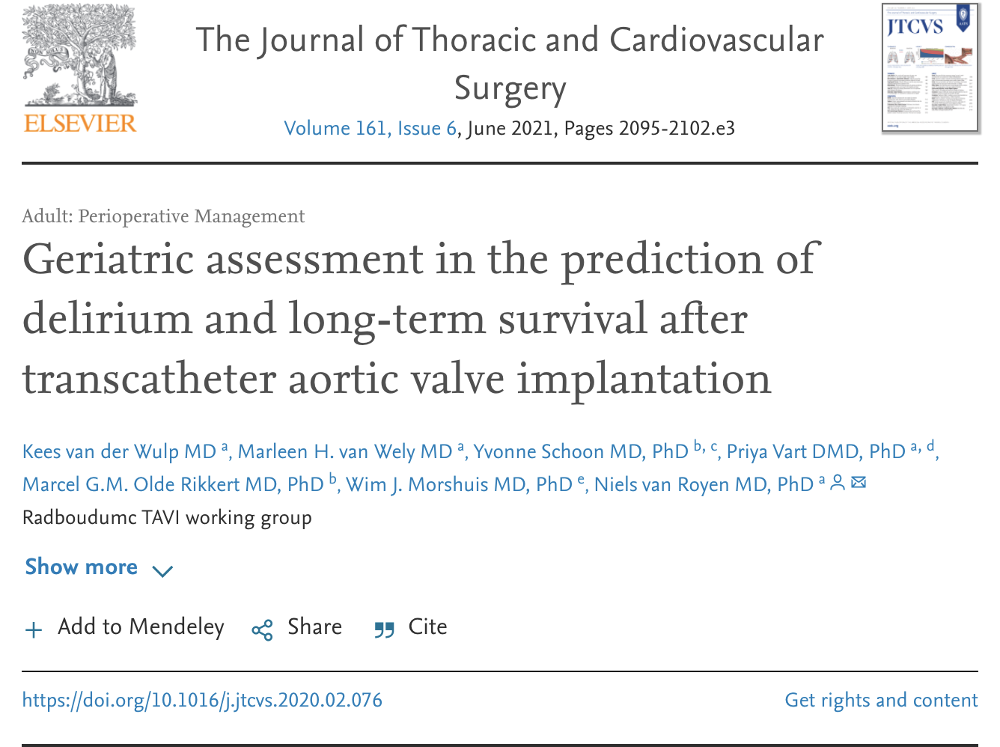 ELSEVIER
The Journal of Thoracic and Cardiovascular
Surgery
Volume 161, Issue 6, June 2021, Pages 2095-2102.e3
JTCVS
AATS
Adult: Perioperative Management
Geriatric assessment in the prediction of
delirium and long-term survival after
transcatheter aortic valve implantation
Kees van der Wulp MD a, Marleen H. van Wely MD a, Yvonne Schoon MD, PhD b, c, Priya Vart DMD, PhD a, d,
Marcel G.M. Olde Rikkert MD, PhD b, Wim J. Morshuis MD, PhD e, Niels van Royen MD, PhD a
Radboudumc TAVI working group
Show more
Add to Mendeley Share Cite
https://doi.org/10.1016/j.jtcvs.2020.02.076 Get rights and content